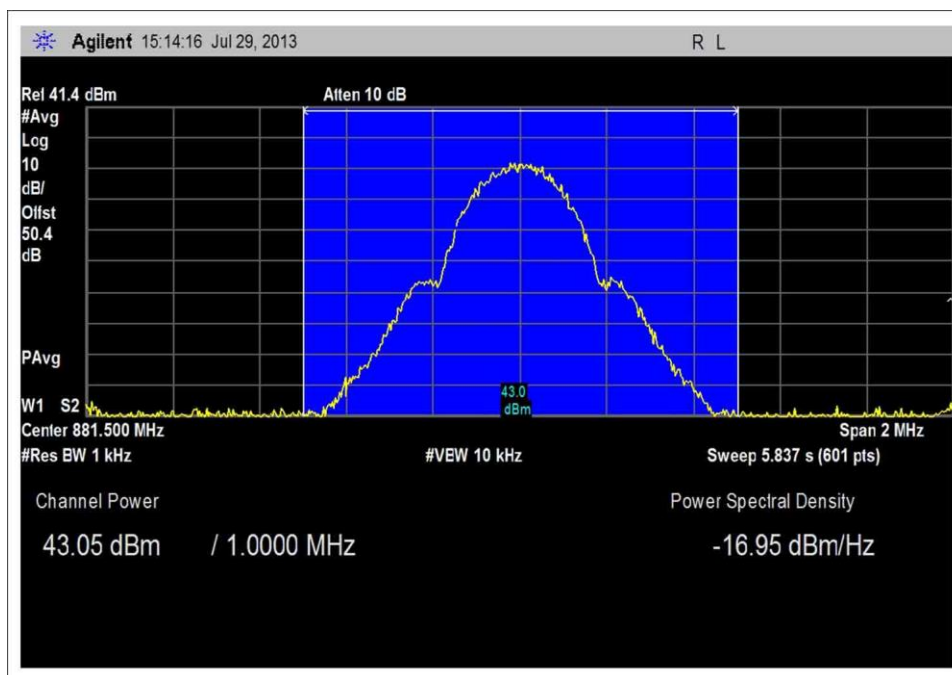 Agilent 15:14:16 Jul 29, 2013 R L
Rel 41.4 dBm Atten 10 dB
#Avg
Log
10
dB/
Offst
50.4
dB
PAvg
43.0
dBm
W1 S2
Center 881.500 MHz Span 2 MHz
#Res BW 1 kHz #VBW 10 kHz Sweep 5.837 s (601 pts)
Channel Power Power Spectral Density
43.05 dBm / 1.0000 MHz -16.95 dBm/Hz